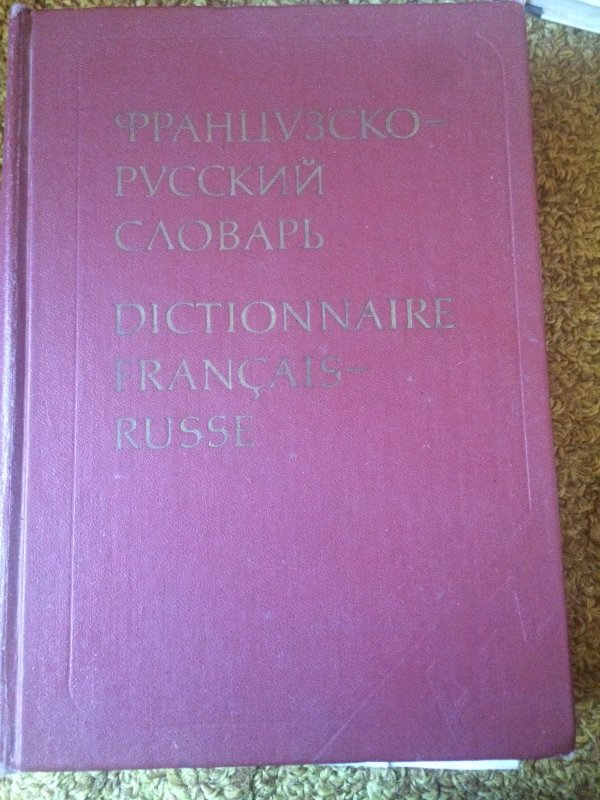 ФРАНЦУЗСКО-
РУССКИЙ
СЛОВАРЬ
DICTIONNAIRE
FRANÇAIS-
RUSSE